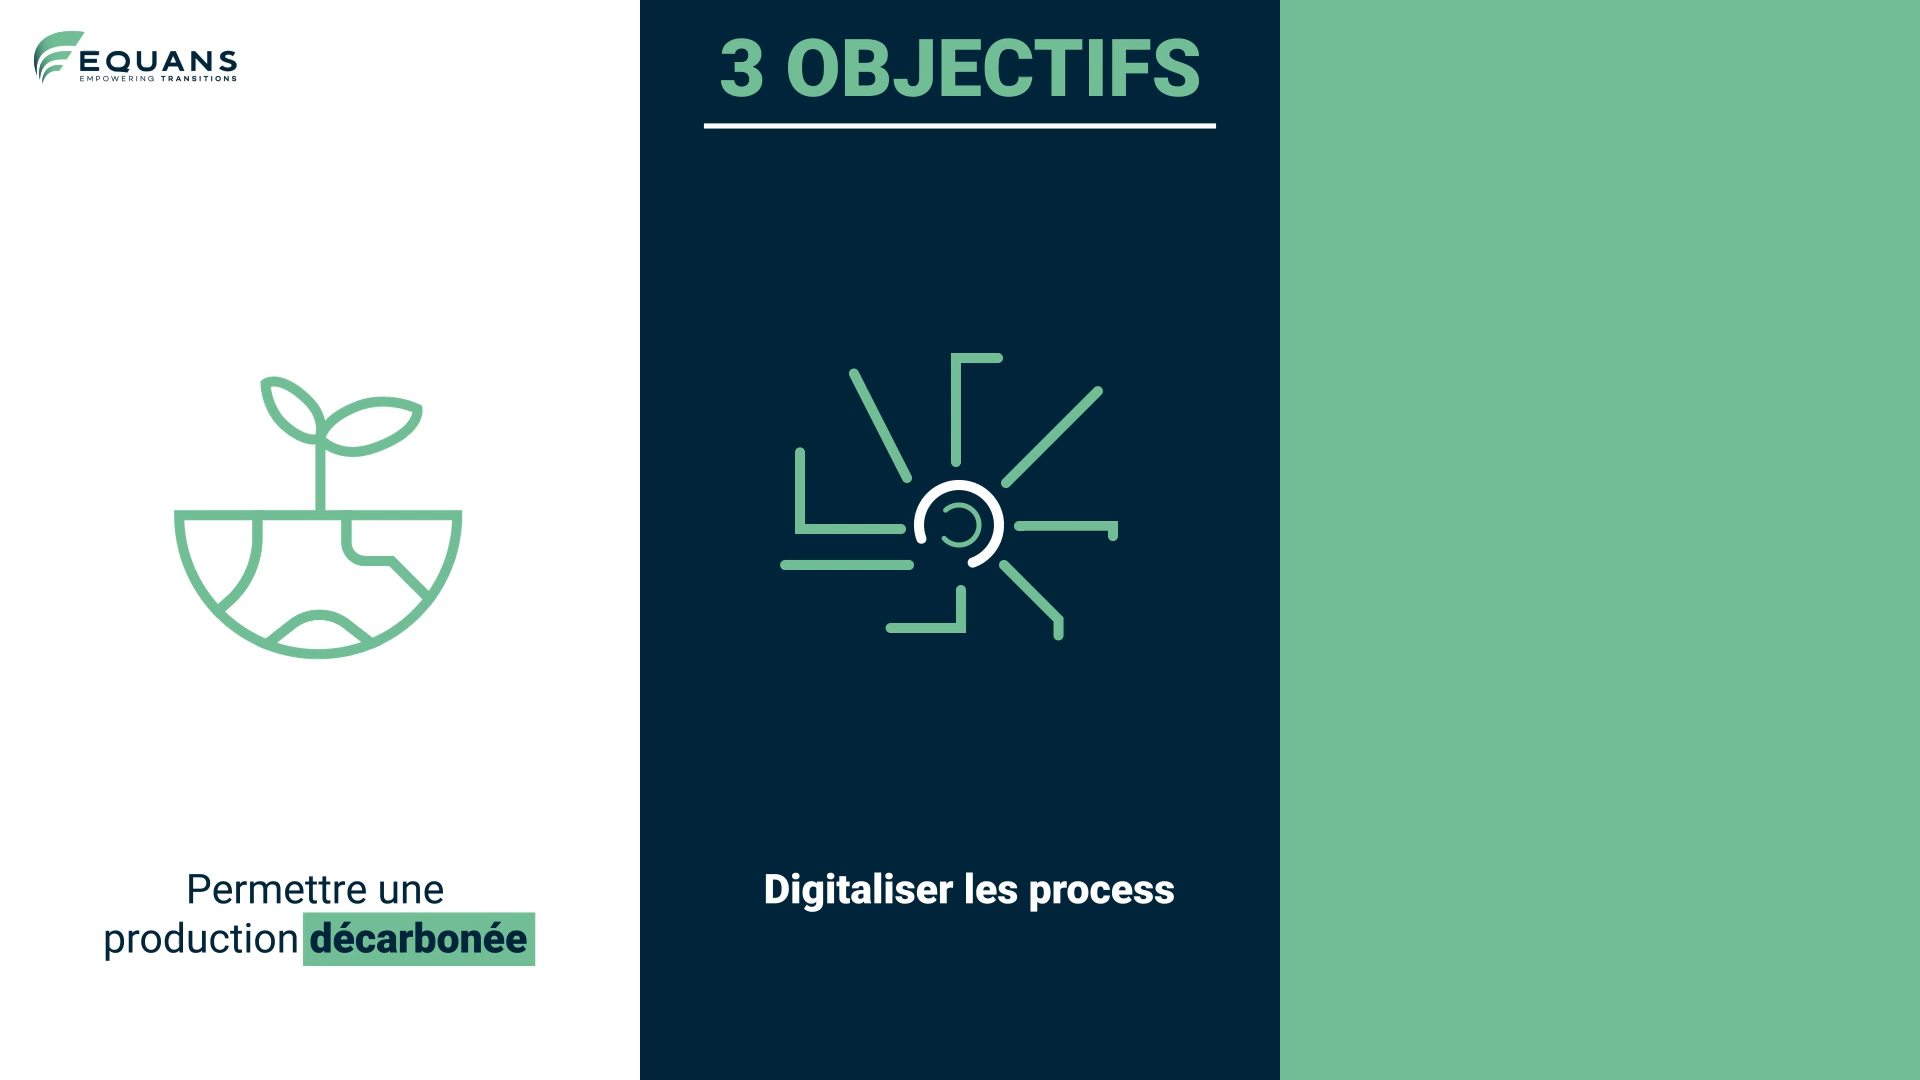 EQUANS
EMPOWERING TRANSITIONS
3 OBJECTIFS
Permettre une
production décarbonée
Digitaliser les process